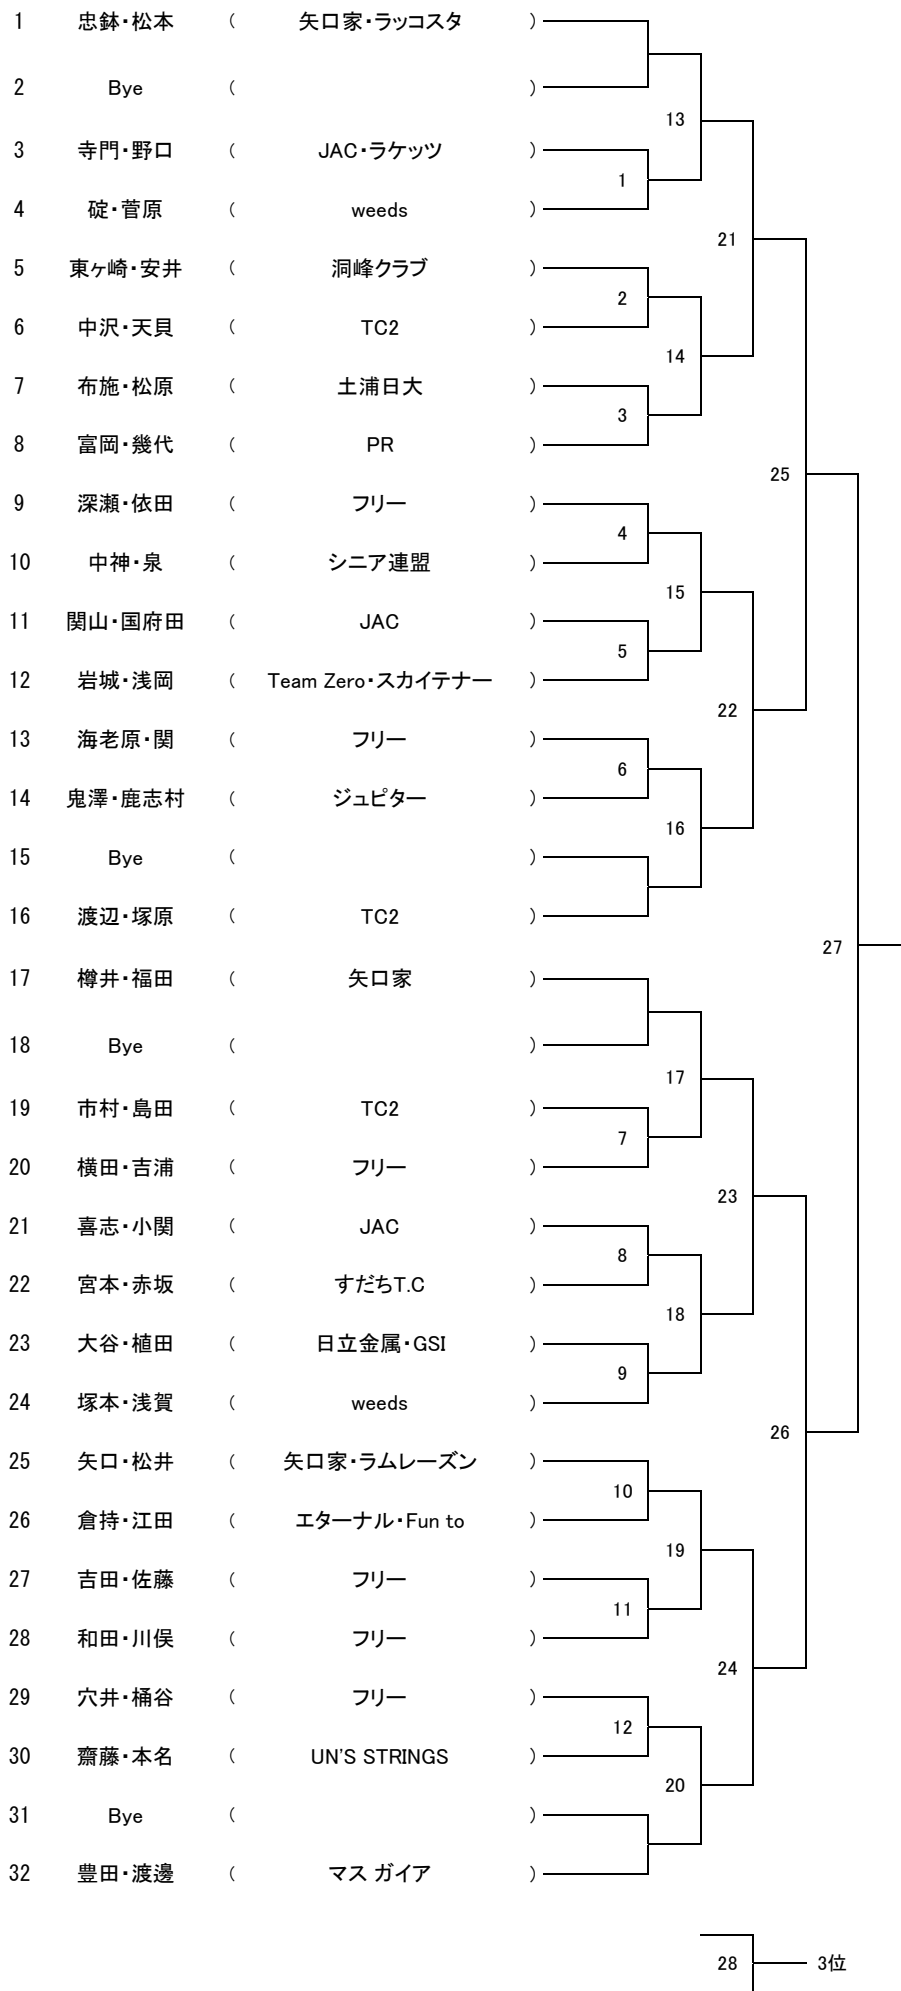 1 忠鉢・松本 ( 矢口家・ラッコスタ )
2 Bye ( )
13
3 寺門・野口 ( JAC・ラケッツ )
1
4 碇・菅原 ( weeds )
21
5 東ヶ崎・安井 ( 洞峰クラブ )
2
6 中沢・天貝 ( TC2 )
14
7 布施・松原 ( 土浦日大 )
3
8 富岡・幾代 ( PR )
25
9 深瀬・依田 ( フリー )
4
10 中神・泉 ( シニア連盟 )
15
11 関山・国府田 ( JAC )
5
12 岩城・浅岡 ( Team Zero・スカイテナー )
22
13 海老原・関 ( フリー )
6
14 鬼澤・鹿志村 ( ジュピター )
16
15 Bye ( )
16 渡辺・塚原 ( TC2 )
27
17 樽井・福田 ( 矢口家 )
18 Bye ( )
17
19 市村・島田 ( TC2 )
7
20 横田・吉浦 ( フリー )
23
21 喜志・小関 ( JAC )
8
22 宮本・赤坂 ( すだちT.C )
18
23 大谷・植田 ( 日立金属・GSI )
9
24 塚本・浅賀 ( weeds )
26
25 矢口・松井 ( 矢口家・ラムレーズン )
10
26 倉持・江田 ( エターナル・Fun to )
19
27 吉田・佐藤 ( フリー )
11
28 和田・川俣 ( フリー )
24
29 穴井・桶谷 ( フリー )
12
30 齋藤・本名 ( UN'S STRINGS )
20
31 Bye ( )
32 豊田・渡邊 ( マス ガイア )
28 3位